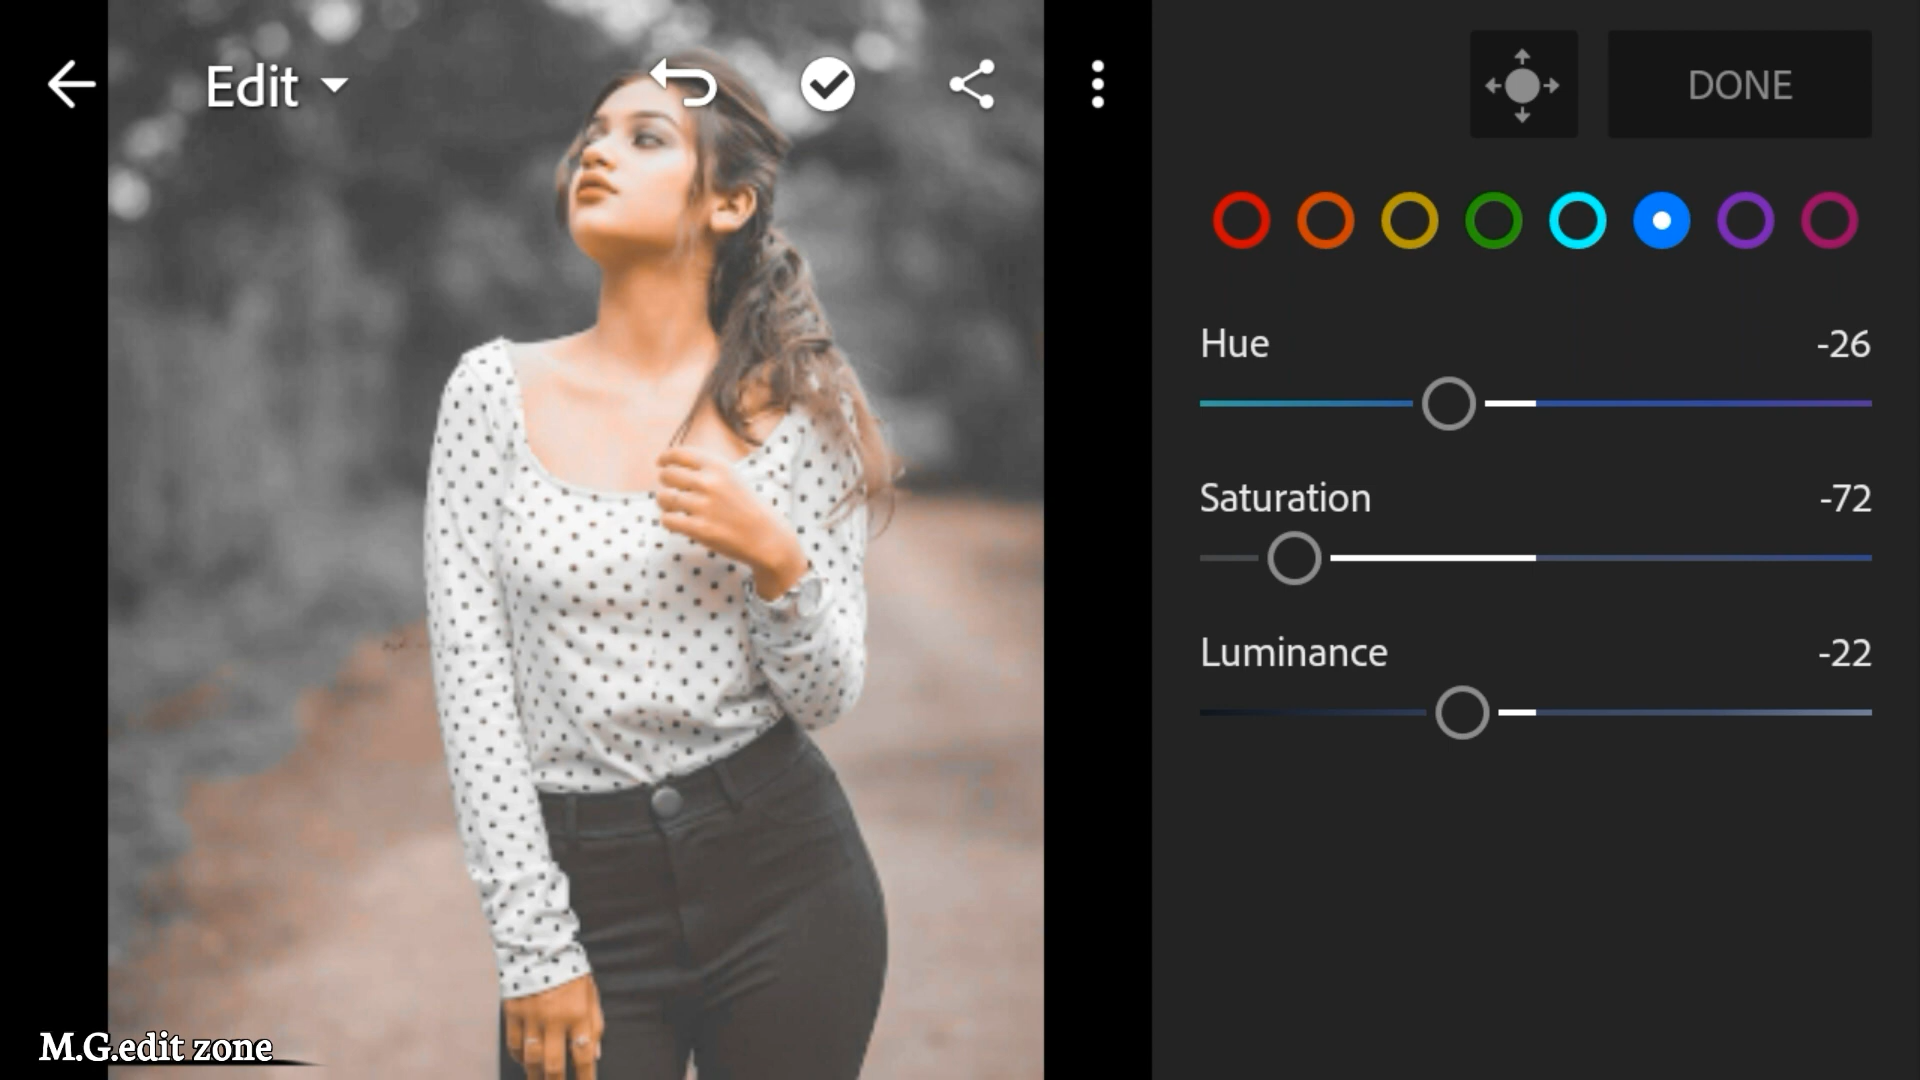 Edit
DONE
Hue -26
Saturation -72
Luminance -22
M.G.edit zone